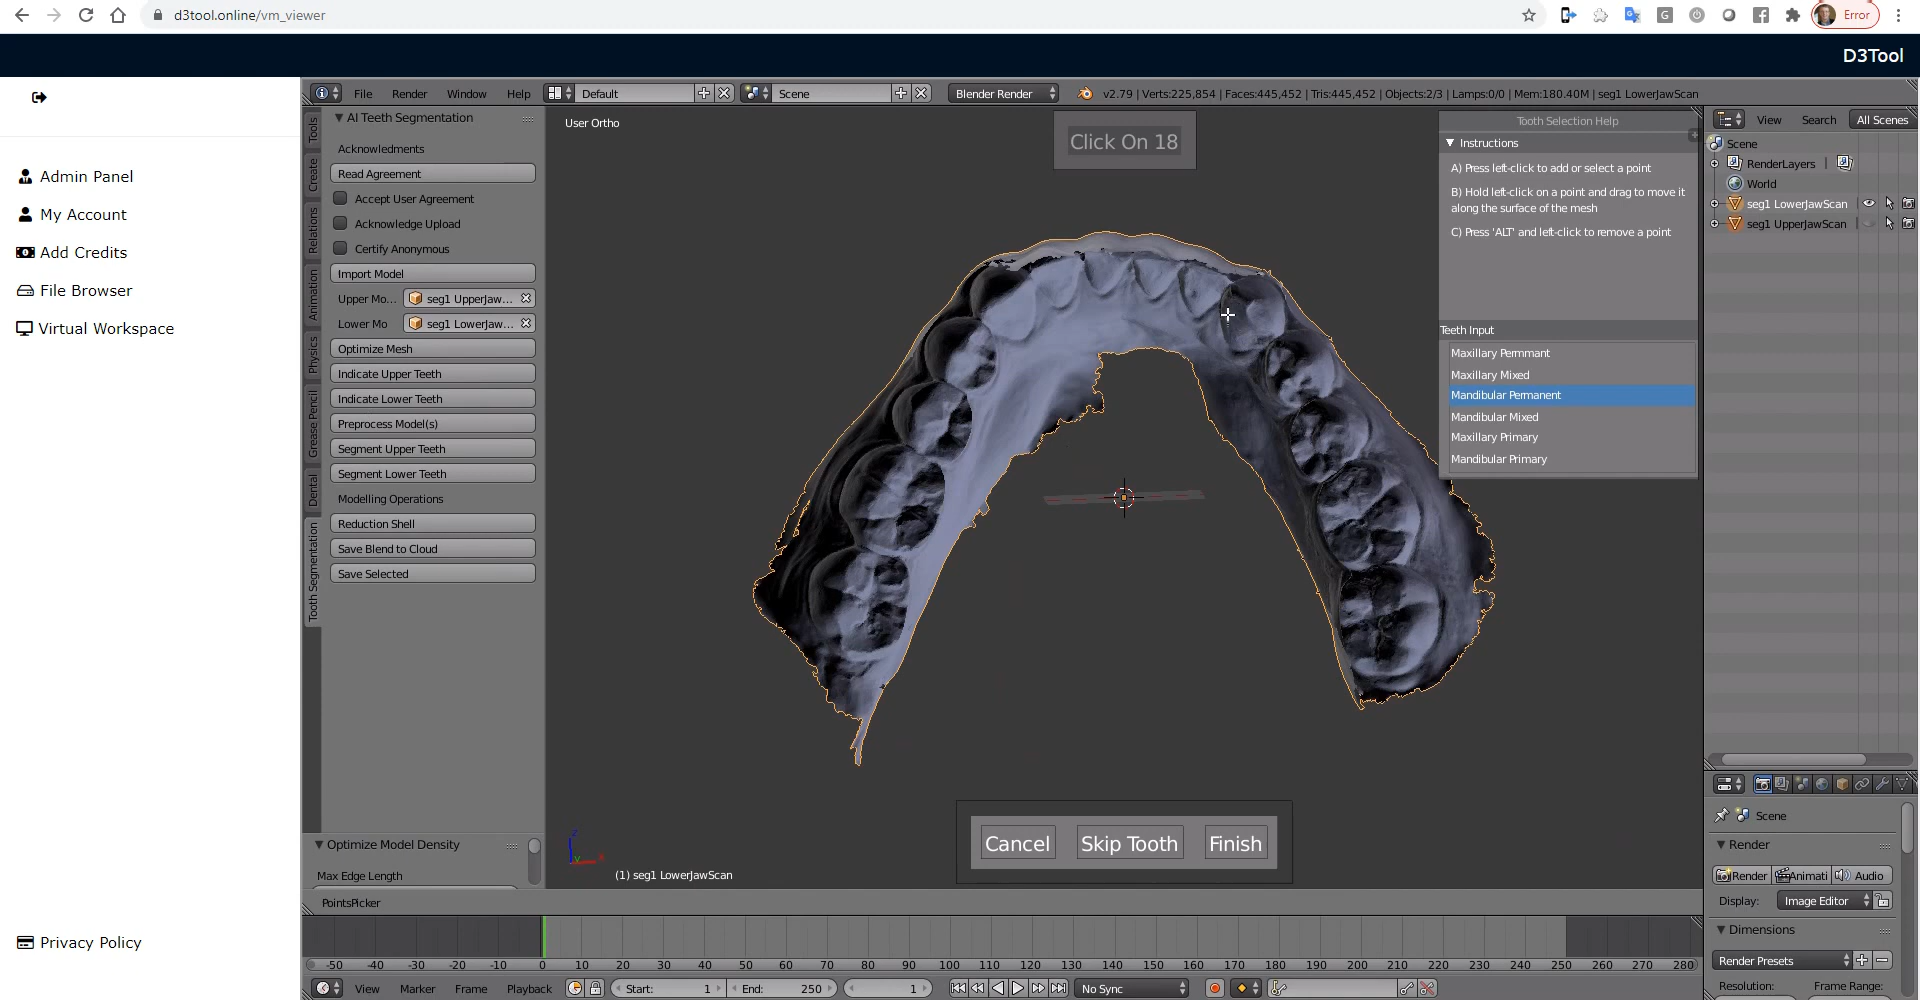 d3tool.online/vm_viewer
Error
D3Tool
Admin Panel
My Account
Add Credits
File Browser
Virtual Workspace
Privacy Policy
File Render Window Help Default Scene Blender Render v2.79 | Verts:225,854 | Faces:445,452 | Tris:445,452 | Objects:2/3 | Lamps:0/0 | Mem:180.40M | seg1 LowerJawScan
Tools
Create
Relations
Animation
Physics
Grease Pencil
Dental
Tooth Segmentation
AI Teeth Segmentation
Acknowledments
Read Agreement
Accept User Agreement
Acknowledge Upload
Certify Anonymous
Import Model
Upper Mo... seg1 UpperJaw...
Lower Mo seg1 LowerJaw...
Optimize Mesh
Indicate Upper Teeth
Indicate Lower Teeth
Preprocess Model(s)
Segment Upper Teeth
Segment Lower Teeth
Modelling Operations
Reduction Shell
Save Blend to Cloud
Save Selected
Optimize Model Density
Max Edge Length
User Ortho
Click On 18
Tooth Selection Help
Instructions
A) Press left-click to add or select a point
B) Hold left-click on a point and drag to move it
along the surface of the mesh
C) Press 'ALT' and left-click to remove a point
Teeth Input
Maxillary Permmant
Maxillary Mixed
Mandibular Permanent
Mandibular Mixed
Maxillary Primary
Mandibular Primary
Cancel Skip Tooth Finish
z
y
x
(1) seg1 LowerJawScan
View Search All Scenes
Scene
RenderLayers
World
seg1 LowerJawScan
seg1 UpperJawScan
Scene
Render
Render Animati Audio
Display: Image Editor
Dimensions
Render Presets
Resolution: Frame Range:
PointsPicker
-50 -40 -30 -20 -10 0 10 20 30 40 50 60 70 80 90 100 110 120 130 140 150 160 170 180 190 200 210 220 230 240 250 260 270 280
View Marker Frame Playback Start: 1 End: 250 1 No Sync